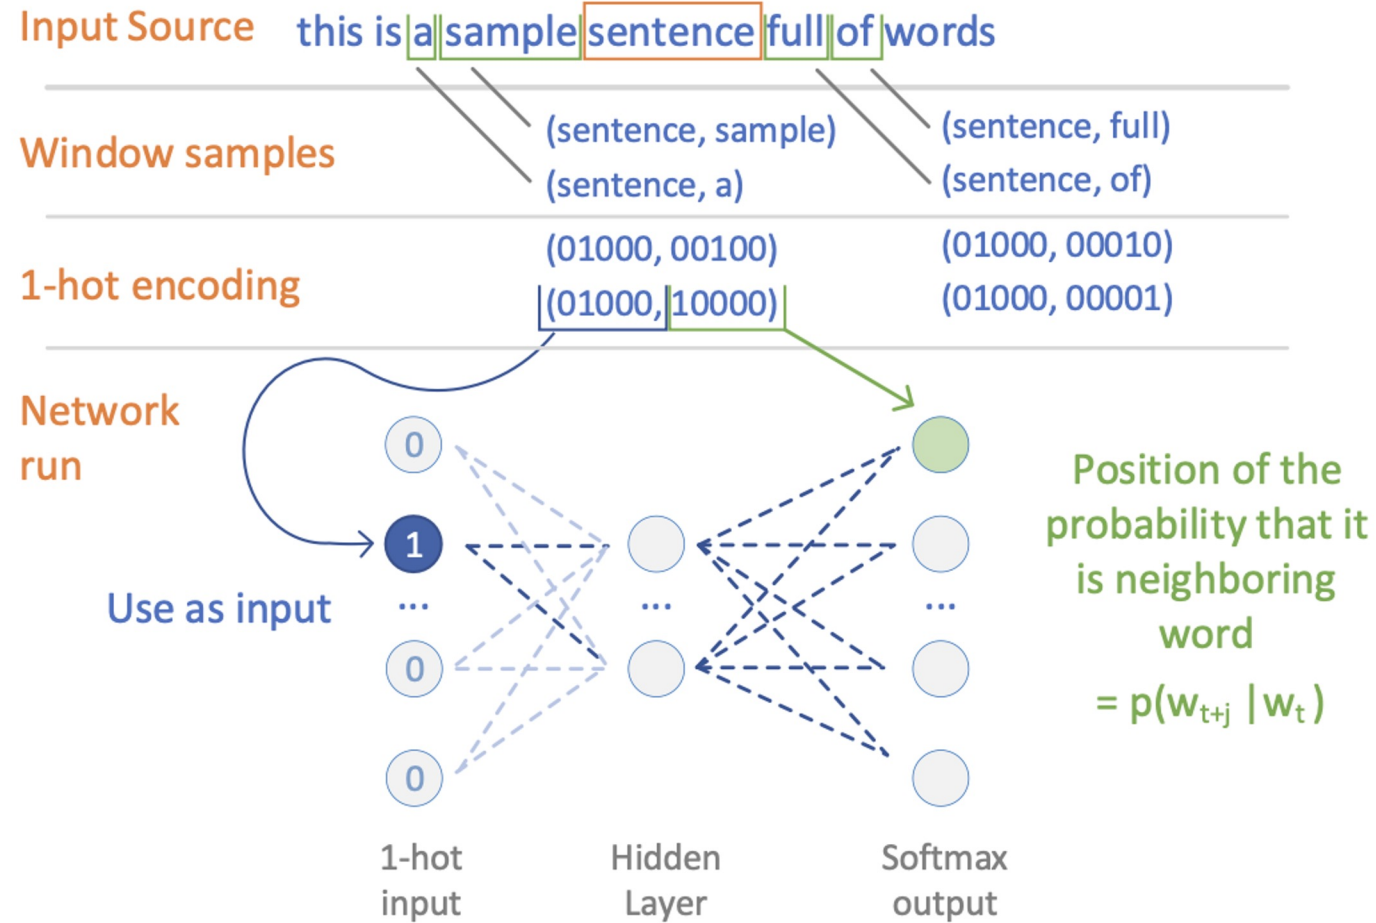 Input Source
this is a sample sentence full of words
Window samples
(sentence, sample)
(sentence, full)
(sentence, a)
(sentence, of)
1-hot encoding
(01000, 00100)
(01000, 00010)
(01000, 10000)
(01000, 00001)
Network
run
0
1
...
0
0
...
...
Use as input
Position of the
probability that it
is neighboring
word
= p(wt+j |wt )
1-hot
input
Hidden
Layer
Softmax
output